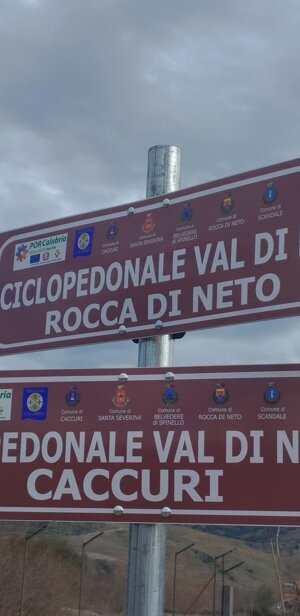 POR Calabria
CICLOPEDONALE VAL DI
ROCCA DI NETO
Comune di CACCURI
Comune di SANTA SEVERINA
Comune di BELVEDERE di SPINELLO
Comune di ROCCA DI NETO
Comune di SCANDALE
Comune di CACCURI
Comune di SANTA SEVERINA
Comune di BELVEDERE di SPINELLO
Comune di ROCCA DI NETO
Comune di SCANDALE
PEDONALE VAL DI N
CACCURI